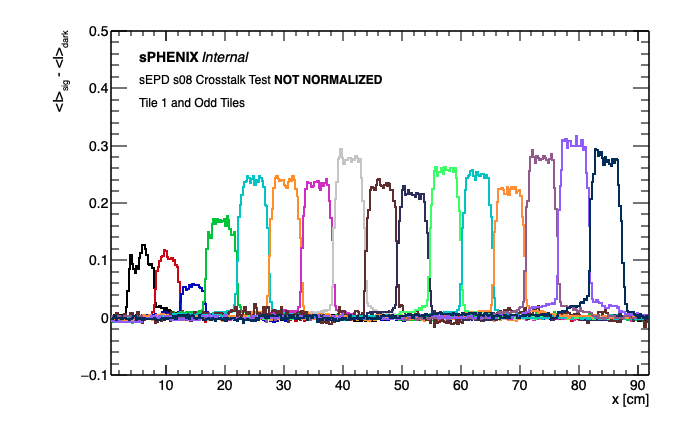 <I>sig - <I>dark
0.5
0.4
0.3
0.2
0.1
0
−0.1
sPHENIX Internal
sEPD s08 Crosstalk Test NOT NORMALIZED
Tile 1 and Odd Tiles
10 20 30 40 50 60 70 80 90
x [cm]